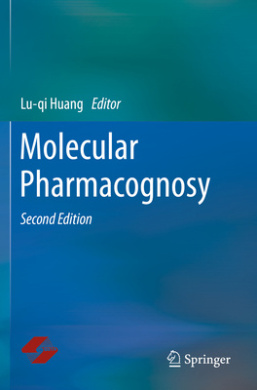 Lu-qi Huang Editor
Molecular
Pharmacognosy
Second Edition
Springer